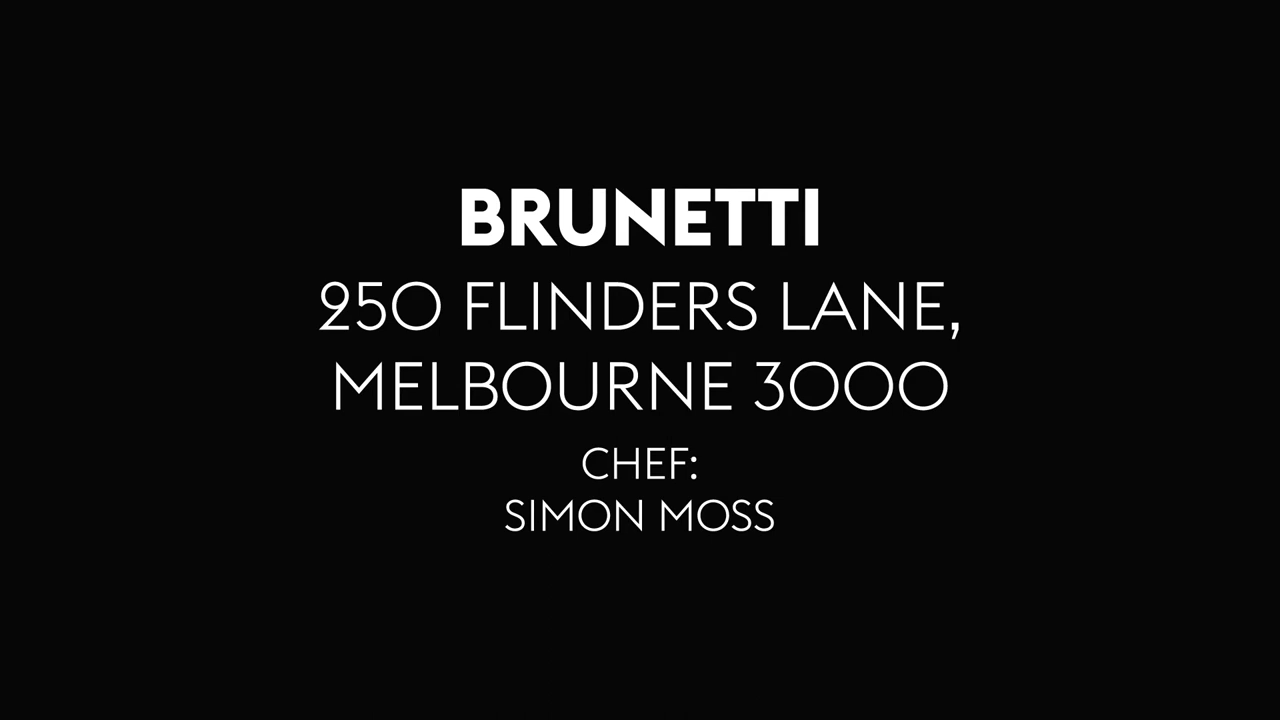 BRUNETTI
250 FLINDERS LANE,
MELBOURNE 3000
CHEF:
SIMON MOSS